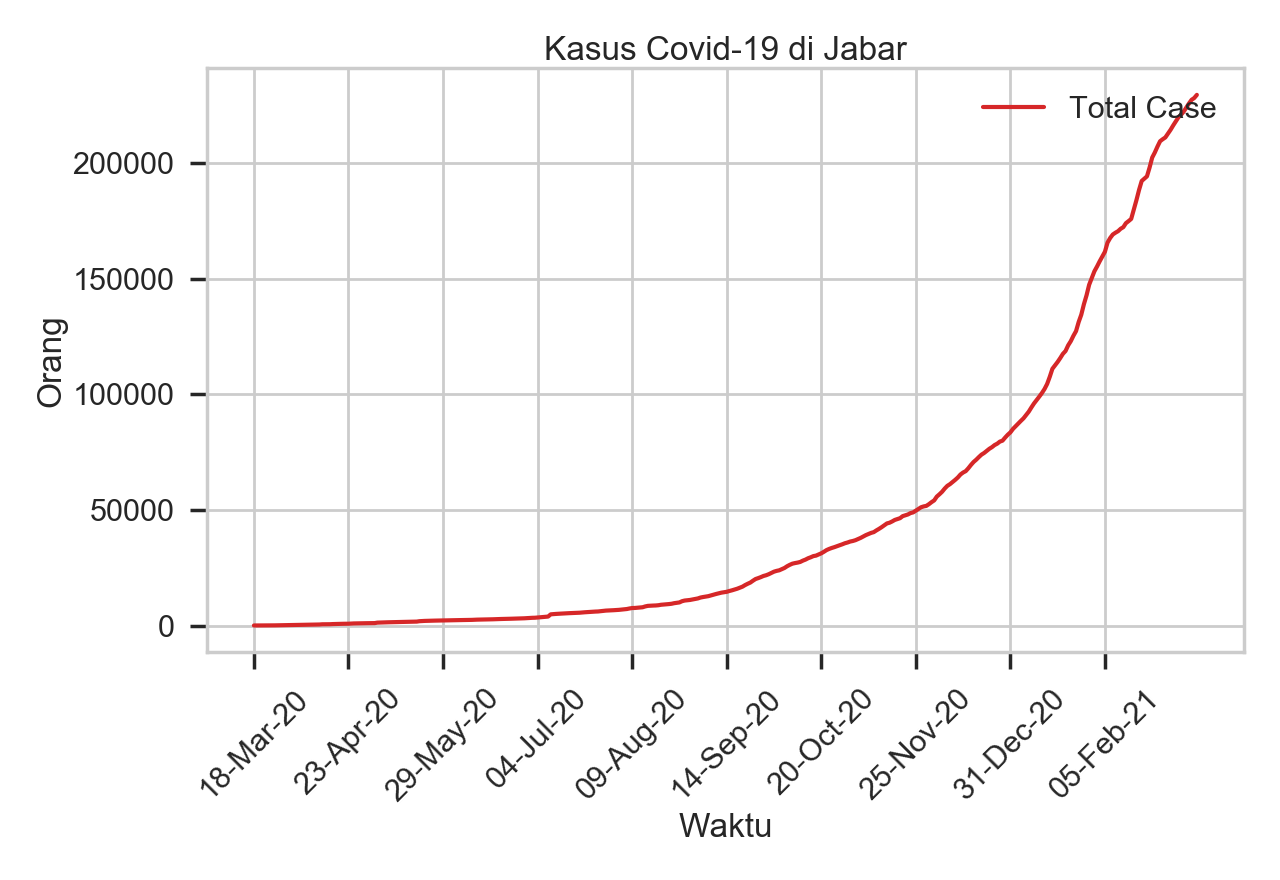 Kasus Covid-19 di Jabar
Total Case
Orang
200000
150000
100000
50000
0
18-Mar-20
23-Apr-20
29-May-20
04-Jul-20
09-Aug-20
14-Sep-20
20-Oct-20
25-Nov-20
31-Dec-20
05-Feb-21
Waktu